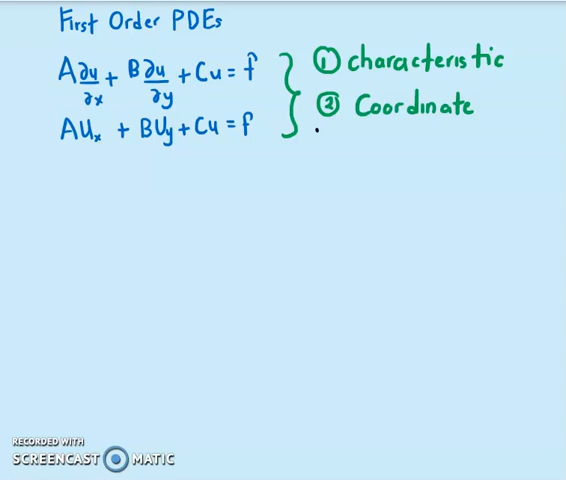 First Order PDEs
A ∂u/∂x + B ∂u/∂y + Cu = f
AUx + BUy + Cu = f
① characteristic
② Coordinate
RECORDED WITH
SCREENCAST MATIC